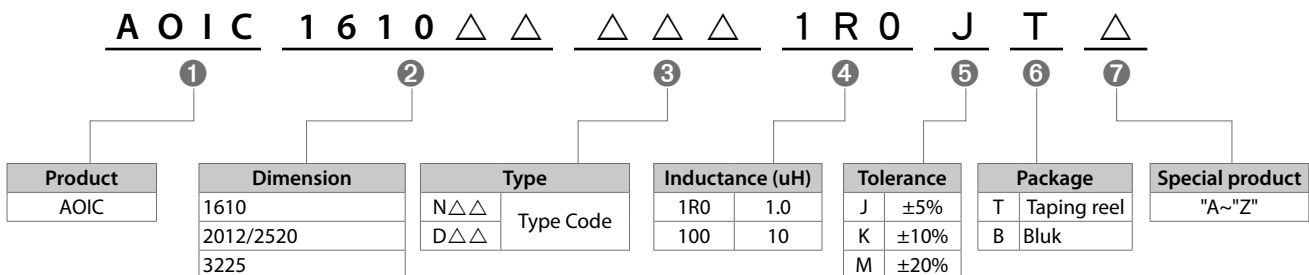 A O I C 1 6 1 0 △ △ △ △ △ 1 R 0 J T △
❶ ❷ ❸ ❹ ❺ ❻ ❼
Product
AOIC
Dimension
1610
2012/2520
3225
Type
N△△ Type Code
D△△
Inductance (uH)
1R0 1.0
100 10
Tolerance
J ±5%
K ±10%
M ±20%
Package
T Taping reel
B Bluk
Special product
"A~"Z"